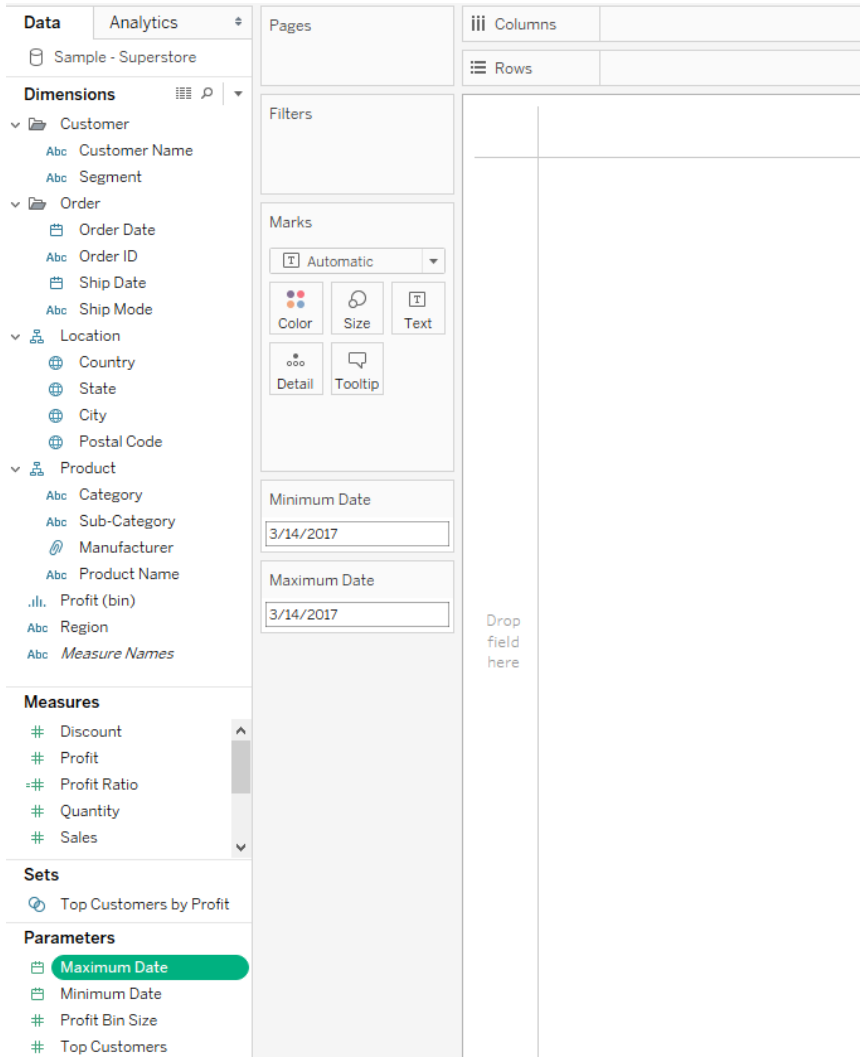 Data
Analytics
Sample - Superstore
Dimensions
Customer
Abc Customer Name
Abc Segment
Order
Order Date
Abc Order ID
Ship Date
Abc Ship Mode
Location
Country
State
City
Postal Code
Product
Abc Category
Abc Sub-Category
Manufacturer
Abc Product Name
Profit (bin)
Abc Region
Abc Measure Names
Measures
# Discount
# Profit
=# Profit Ratio
# Quantity
# Sales
Sets
Top Customers by Profit
Parameters
Maximum Date
Minimum Date
# Profit Bin Size
# Top Customers
Pages
Filters
Marks
T Automatic
Color
Size
T
Text
Detail
Tooltip
Minimum Date
3/14/2017
Maximum Date
3/14/2017
Columns
Rows
Drop
field
here